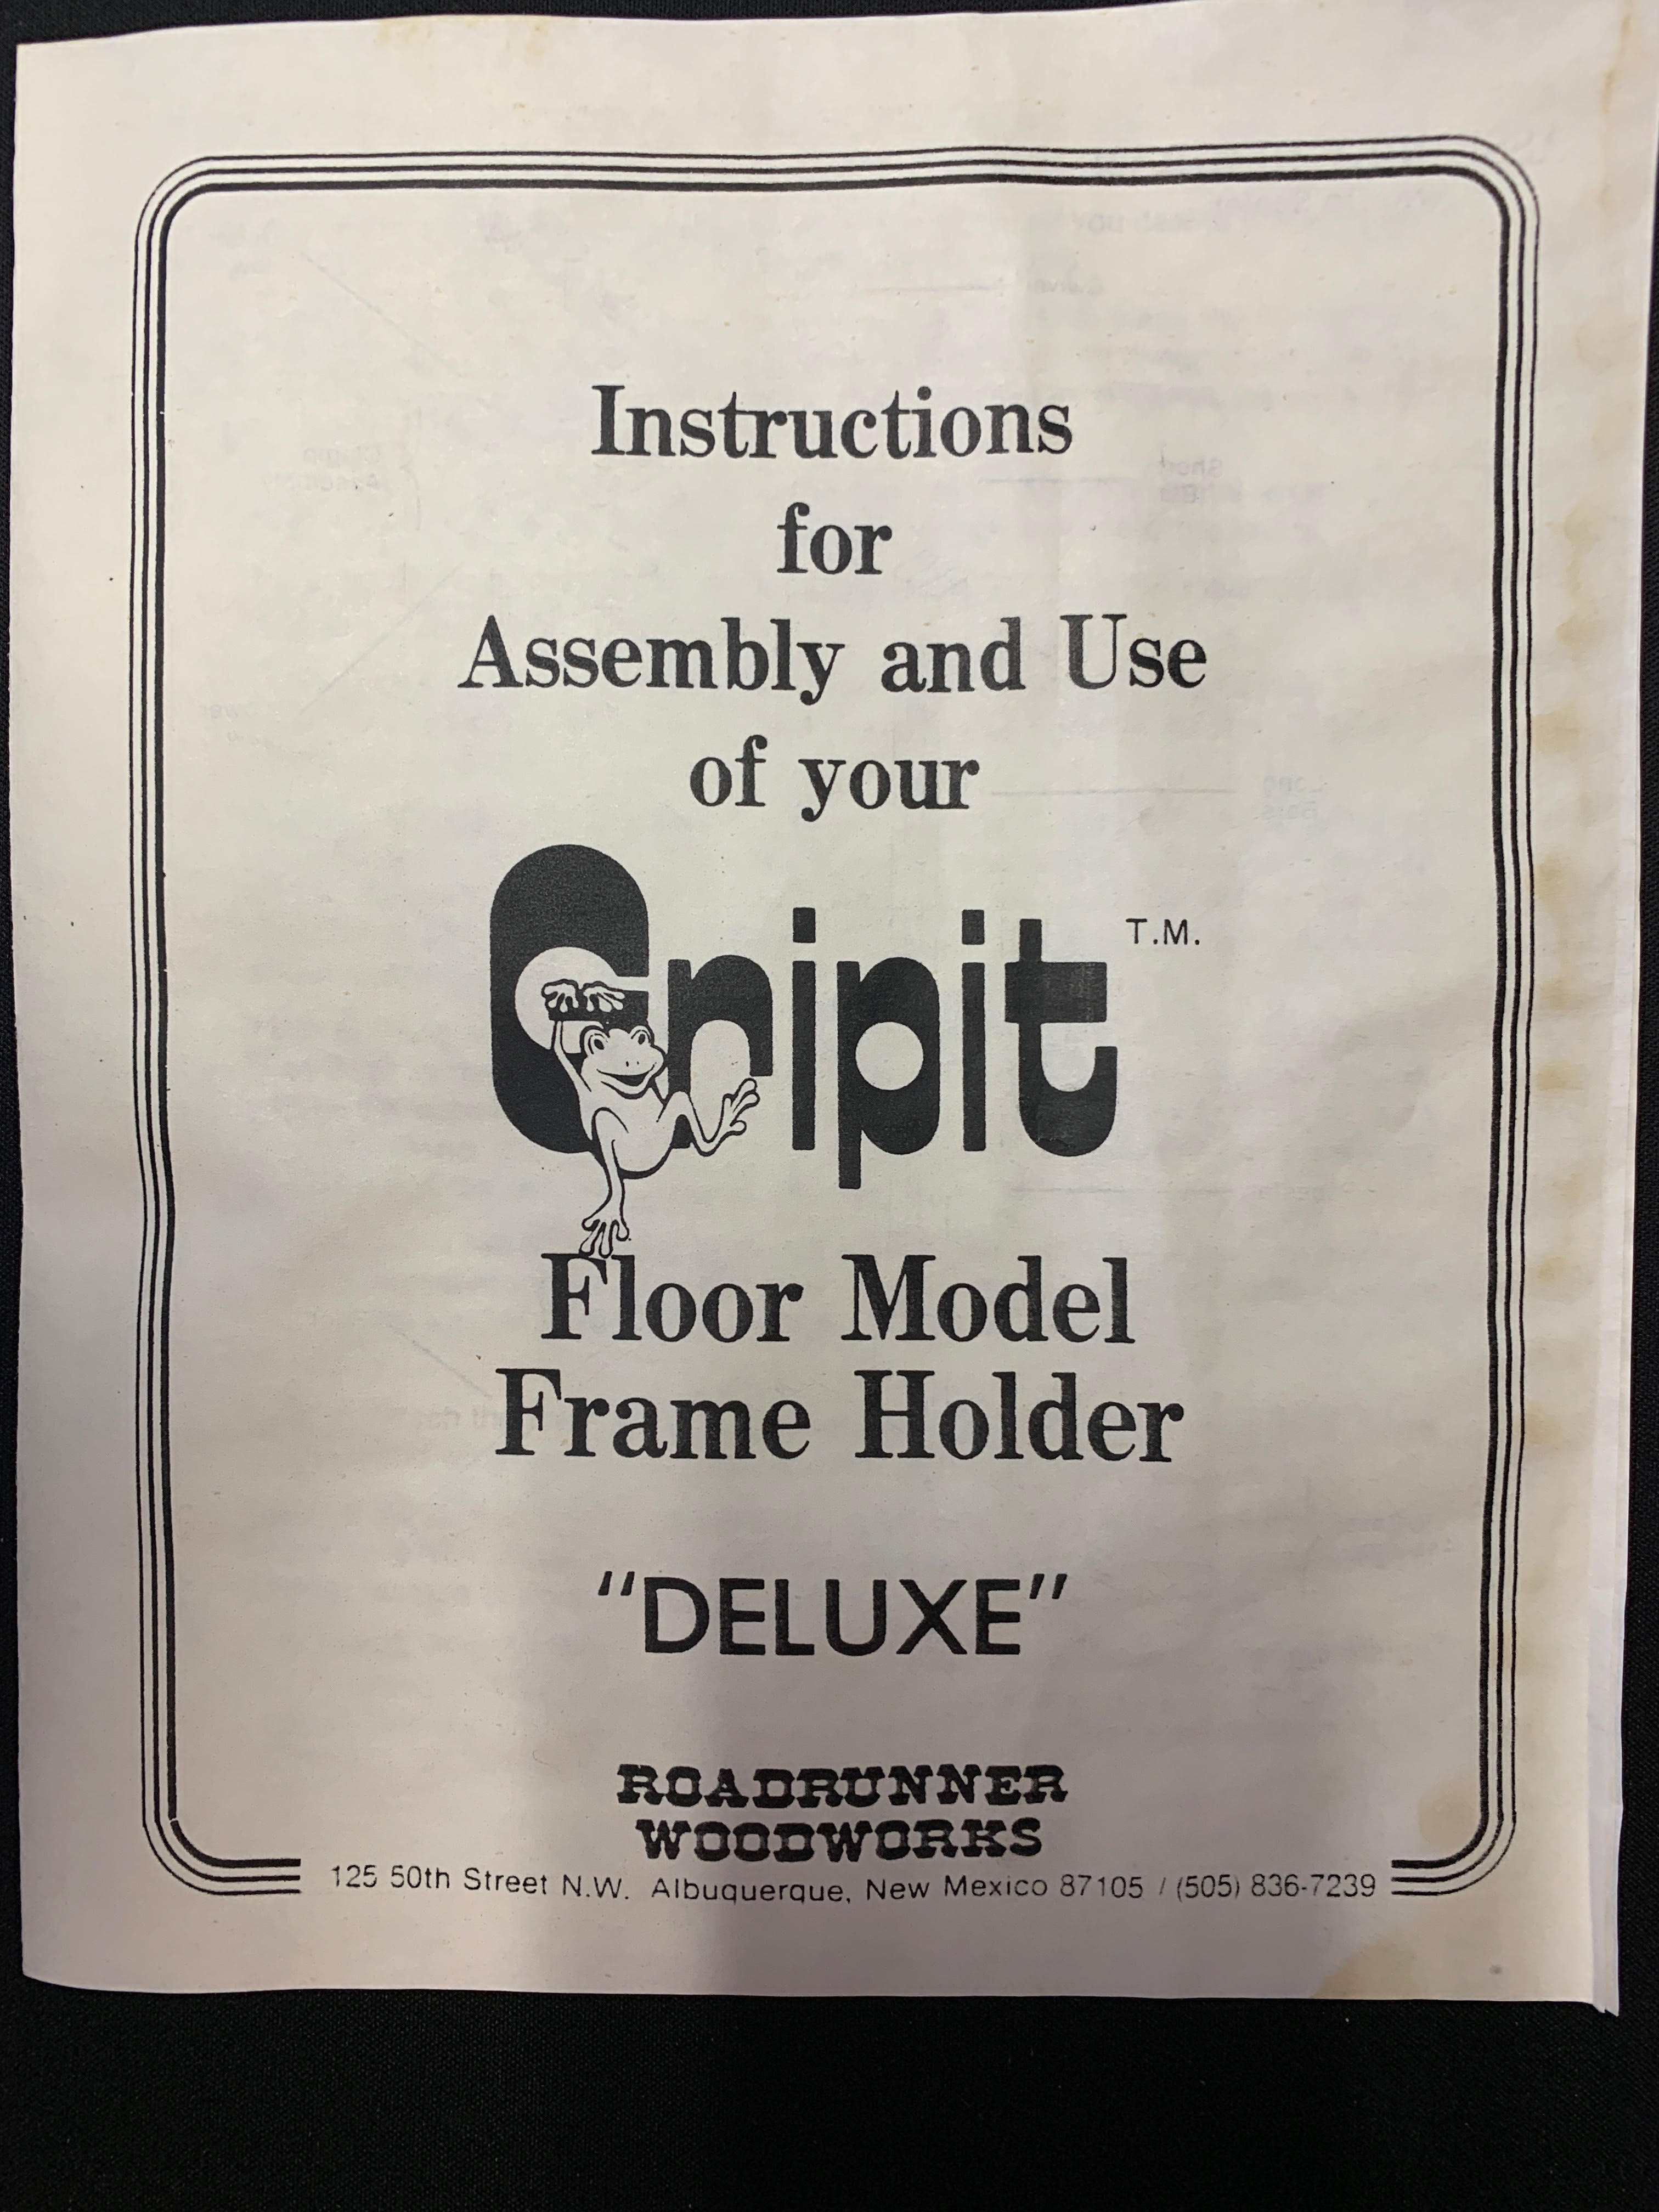 Instructions
for
Assembly and Use
of your
Gripit T.M.
Floor Model
Frame Holder
"DELUXE"
ROADRUNNER
WOODWORKS
125 50th Street N.W. Albuquerque, New Mexico 87105 / (505) 836-7239